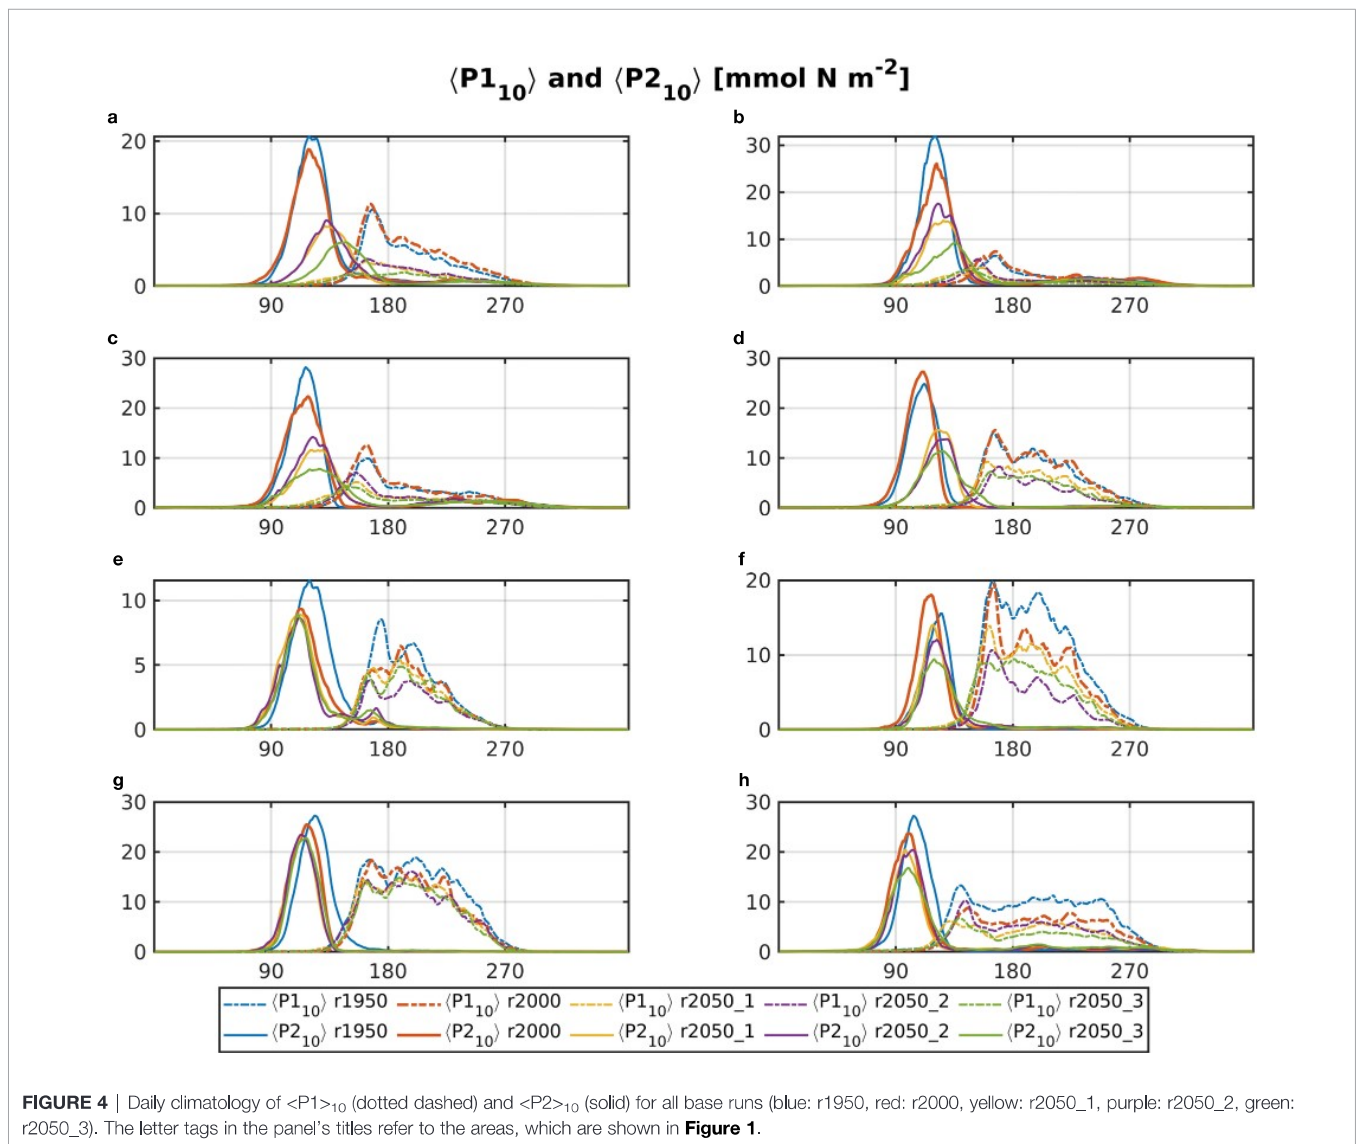 ⟨P1₁₀⟩ and ⟨P2₁₀⟩ [mmol N m⁻²]
a
20
10
0
90 180 270
b
30
20
10
0
90 180 270
c
30
20
10
0
90 180 270
d
30
20
10
0
90 180 270
e
10
5
0
90 180 270
f
20
10
0
90 180 270
g
30
20
10
0
90 180 270
h
30
20
10
0
90 180 270
⟨P1₁₀⟩ r1950 ⟨P1₁₀⟩ r2000 ⟨P1₁₀⟩ r2050_1 ⟨P1₁₀⟩ r2050_2 ⟨P1₁₀⟩ r2050_3
⟨P2₁₀⟩ r1950 ⟨P2₁₀⟩ r2000 ⟨P2₁₀⟩ r2050_1 ⟨P2₁₀⟩ r2050_2 ⟨P2₁₀⟩ r2050_3
FIGURE 4 | Daily climatology of <P1>₁₀ (dotted dashed) and <P2>₁₀ (solid) for all base runs (blue: r1950, red: r2000, yellow: r2050_1, purple: r2050_2, green:
r2050_3). The letter tags in the panel's titles refer to the areas, which are shown in Figure 1.